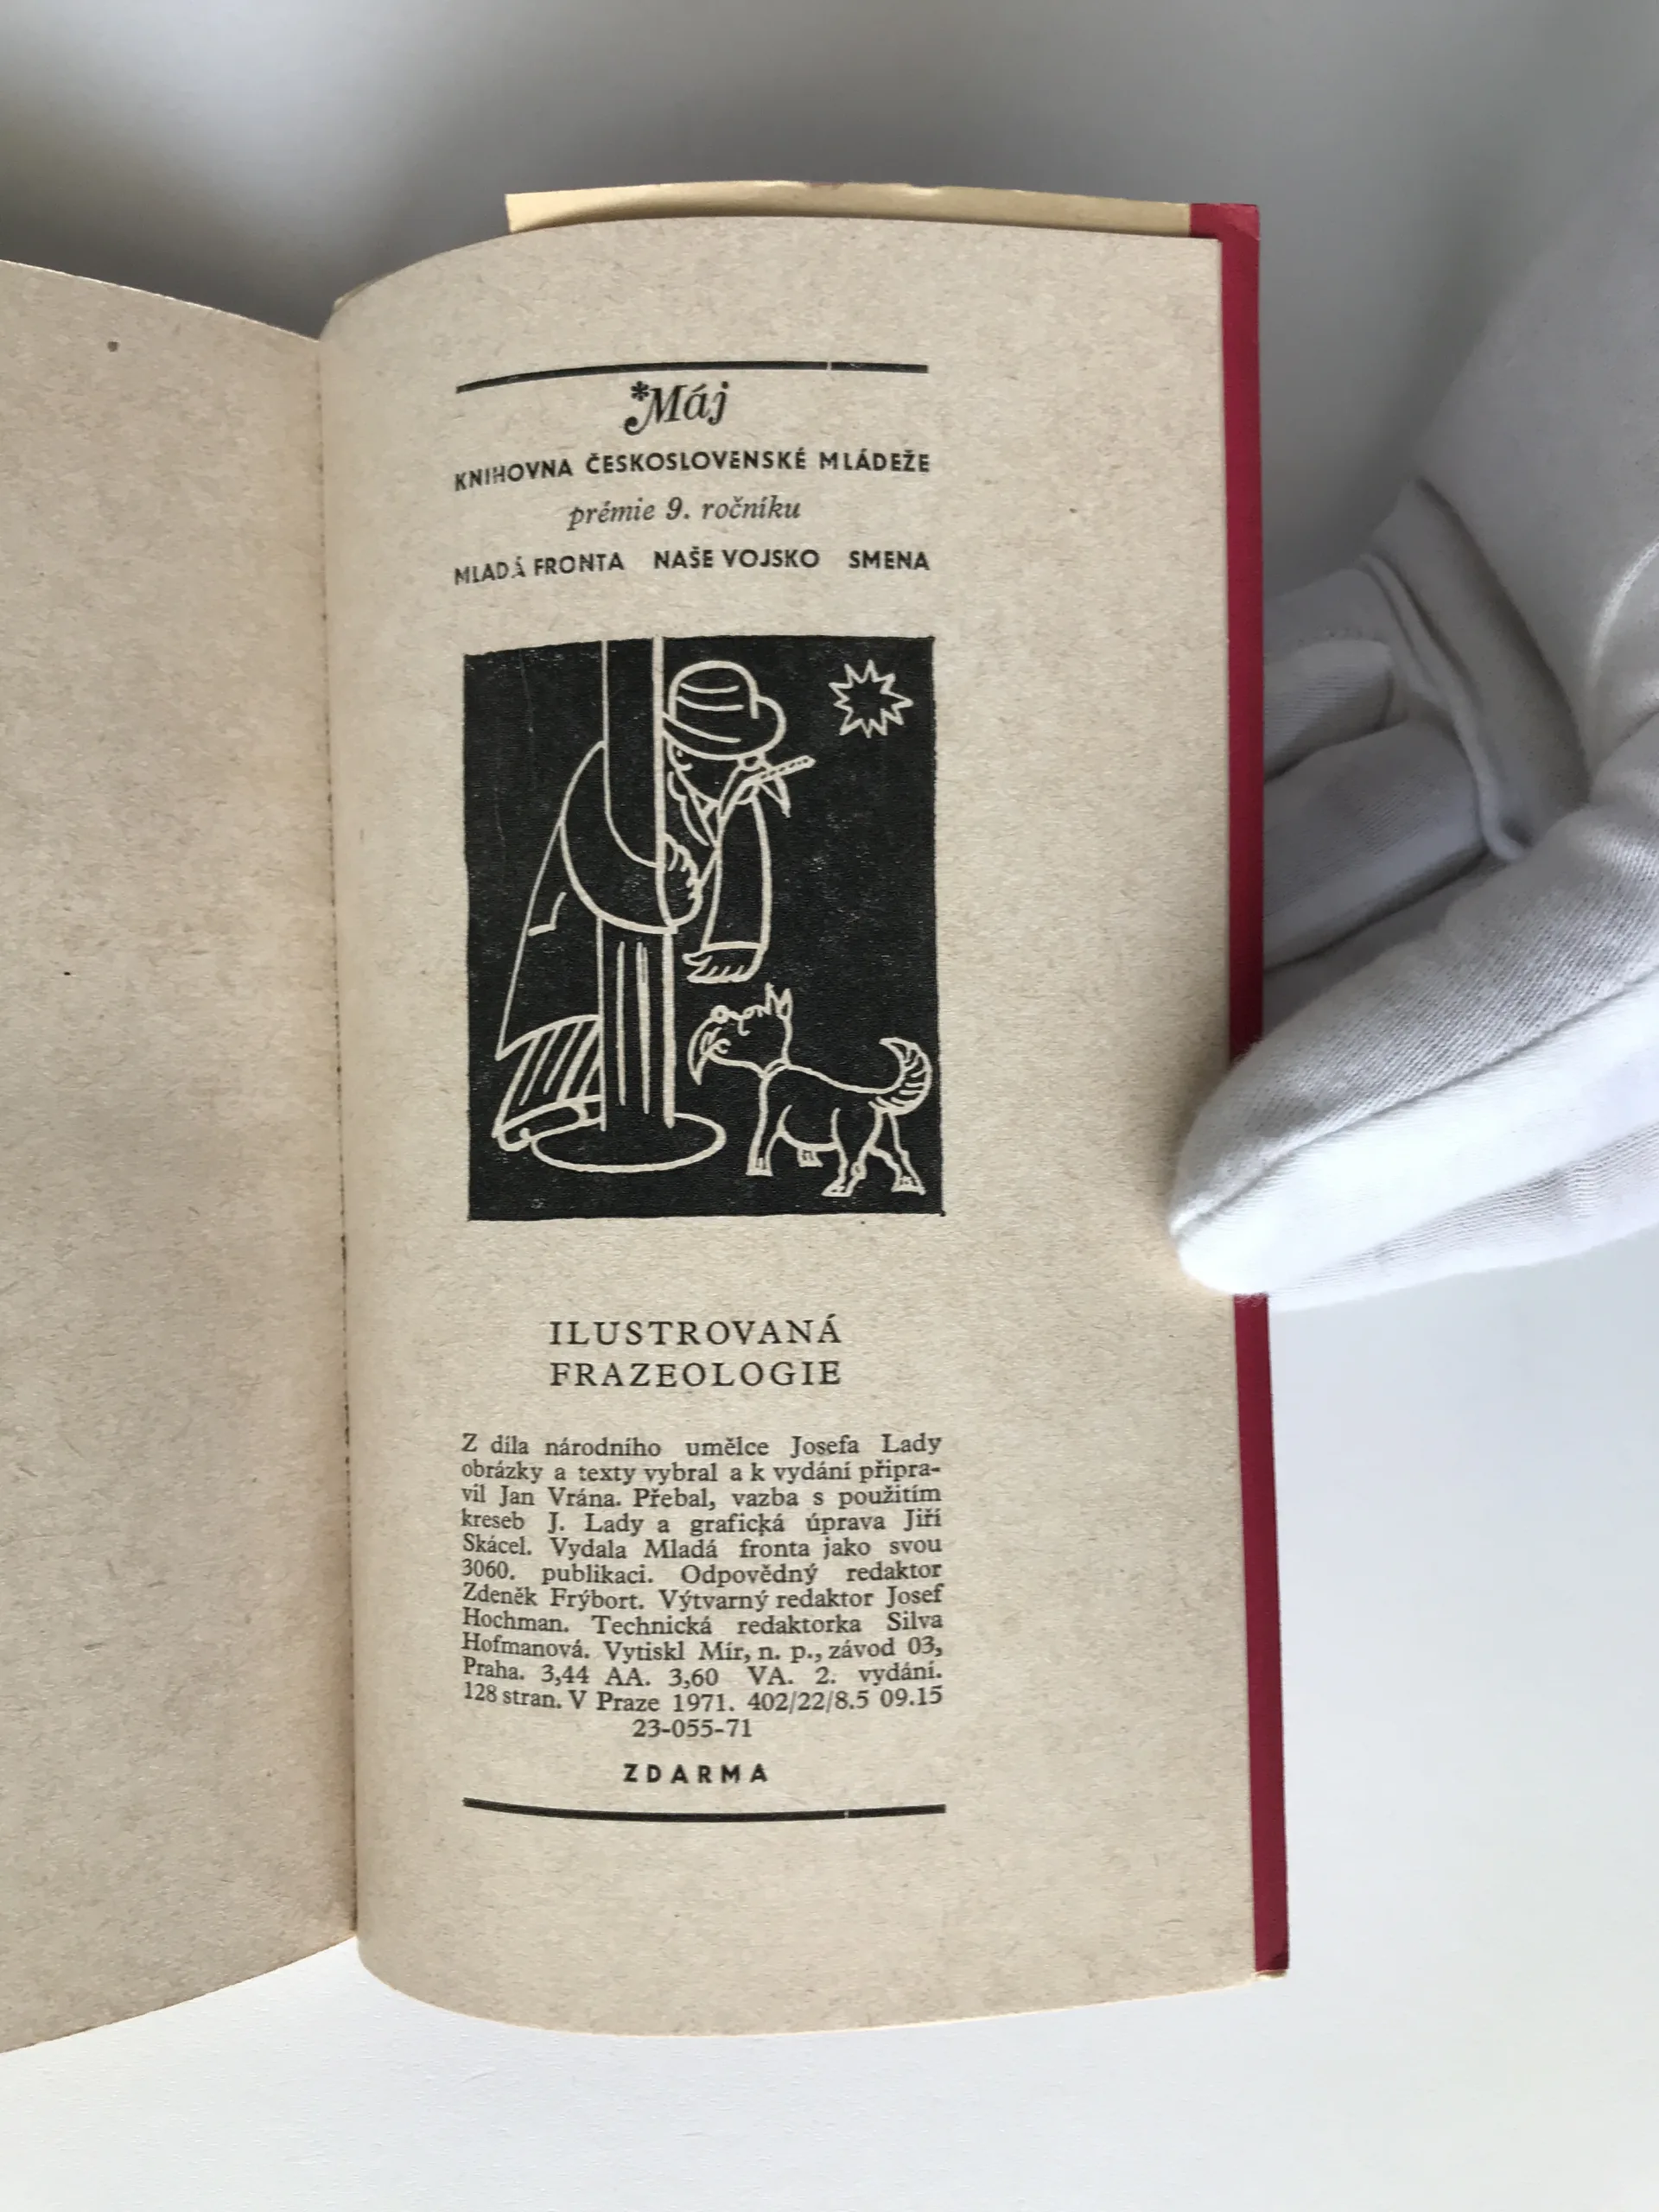 *Máj
KNIHOVNA ČESKOSLOVENSKÉ MLÁDEŽE
prémie 9. ročníku
MLADÁ FRONTA NAŠE VOJSKO SMENA
ILUSTROVANÁ
FRAZEOLOGIE
Z díla národního umělce Josefa Lady
obrázky a texty vybral a k vydání připra-
vil Jan Vrána. Přebal, vazba s použitím
kreseb J. Lady a grafická úprava Jiří
Skácel. Vydala Mladá fronta jako svou
3060. publikaci. Odpovědný redaktor
Zdeněk Frýbort. Výtvarný redaktor Josef
Hochman. Technická redaktorka Silva
Hofmanová. Vytiskl Mír, n. p., závod 03,
Praha. 3,44 AA. 3,60 VA. 2. vydání.
128 stran. V Praze 1971. 402/22/8.5 09.15
23-055-71
ZDARMA